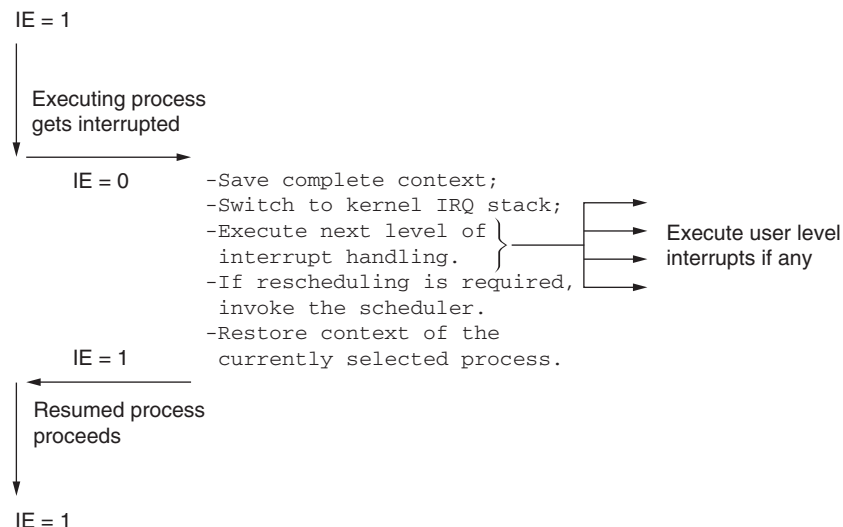 IE = 1
Executing process
gets interrupted
IE = 0
-Save complete context;
-Switch to kernel IRQ stack;
-Execute next level of
interrupt handling.
-If rescheduling is required,
invoke the scheduler.
-Restore context of the
currently selected process.
Execute user level
interrupts if any
IE = 1
Resumed process
proceeds
IE = 1